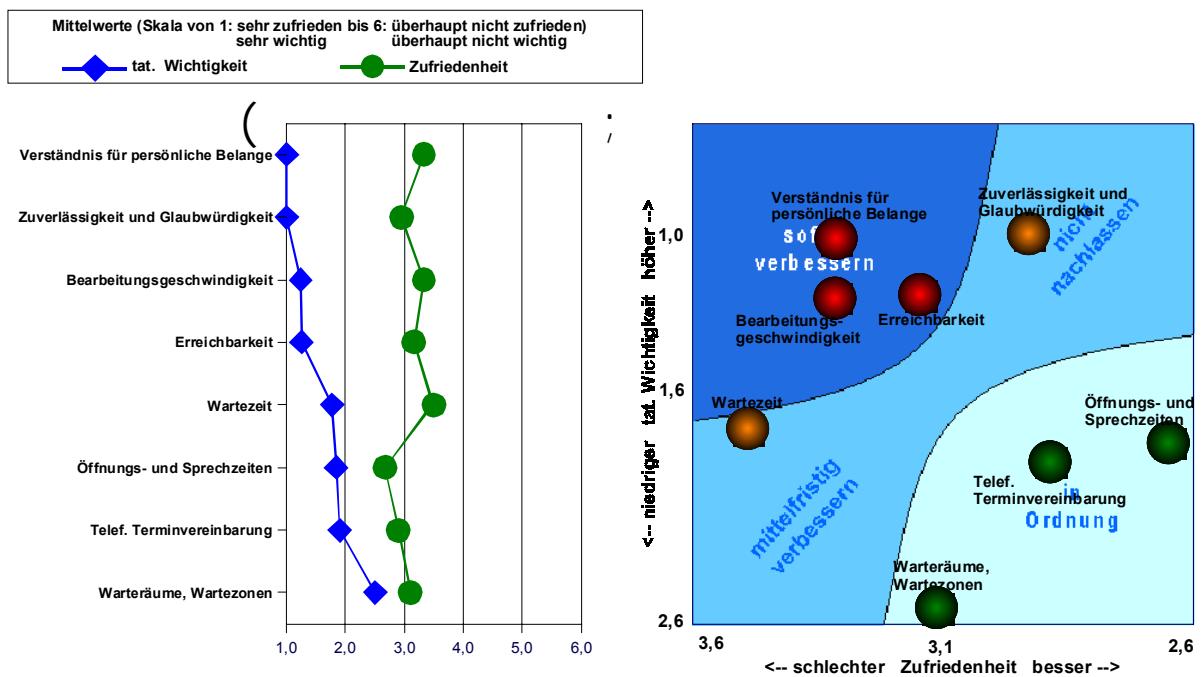 Mittelwerte (Skala von 1: sehr zufrieden bis 6: überhaupt nicht zufrieden)
sehr wichtig überhaupt nicht wichtig
tat. Wichtigkeit Zufriedenheit
(
;
Verständnis für persönliche Belange
Zuverlässigkeit und Glaubwürdigkeit
Bearbeitungsgeschwindigkeit
Erreichbarkeit
Wartezeit
Öffnungs- und Sprechzeiten
Telef. Terminvereinbarung
Warteräume, Wartezonen
1,0 2,0 3,0 4,0 5,0 6,0
<-- niedriger tat. Wichtigkeit höher -->
1,0
1,6
2,6
Verständnis für
persönliche Belange
verbessern
Zuverlässigkeit und
Glaubwürdigkeit
nicht
nachlassen
Bearbeitungs-
geschwindigkeit
Erreichbarkeit
Wartezeit
Öffnungs- und
Sprechzeiten
mittelfristig
verbessern
Telef.
Terminvereinbarung
in
Ordnung
Warteräume,
Wartezonen
3,6 3,1 2,6
<-- schlechter Zufriedenheit besser -->